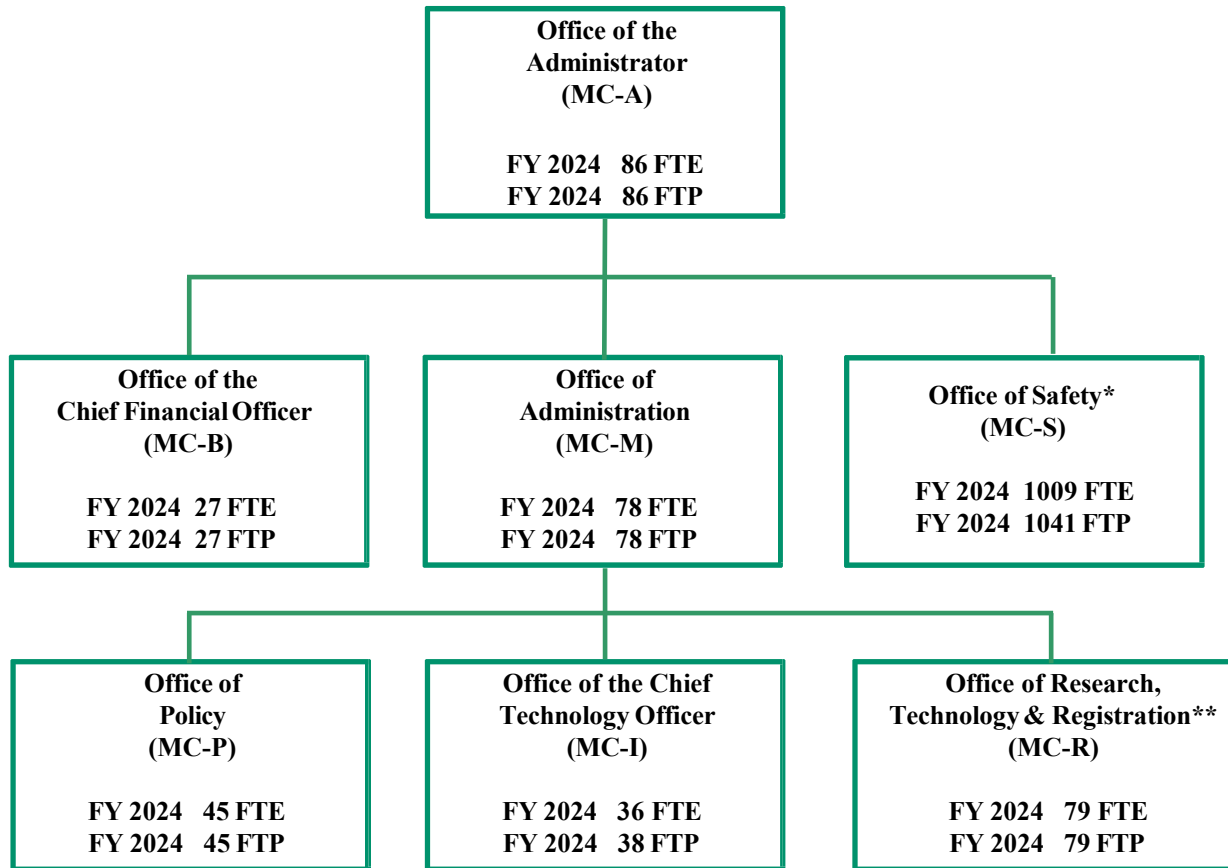 Office of the
Administrator
(MC-A)
FY 2024 86 FTE
FY 2024 86 FTP
Office of the
Chief Financial Officer
(MC-B)
FY 2024 27 FTE
FY 2024 27 FTP
Office of
Administration
(MC-M)
FY 2024 78 FTE
FY 2024 78 FTP
Office of Safety*
(MC-S)
FY 2024 1009 FTE
FY 2024 1041 FTP
Office of
Policy
(MC-P)
FY 2024 45 FTE
FY 2024 45 FTP
Office of the Chief
Technology Officer
(MC-I)
FY 2024 36 FTE
FY 2024 38 FTP
Office of Research,
Technology & Registration**
(MC-R)
FY 2024 79 FTE
FY 2024 79 FTP